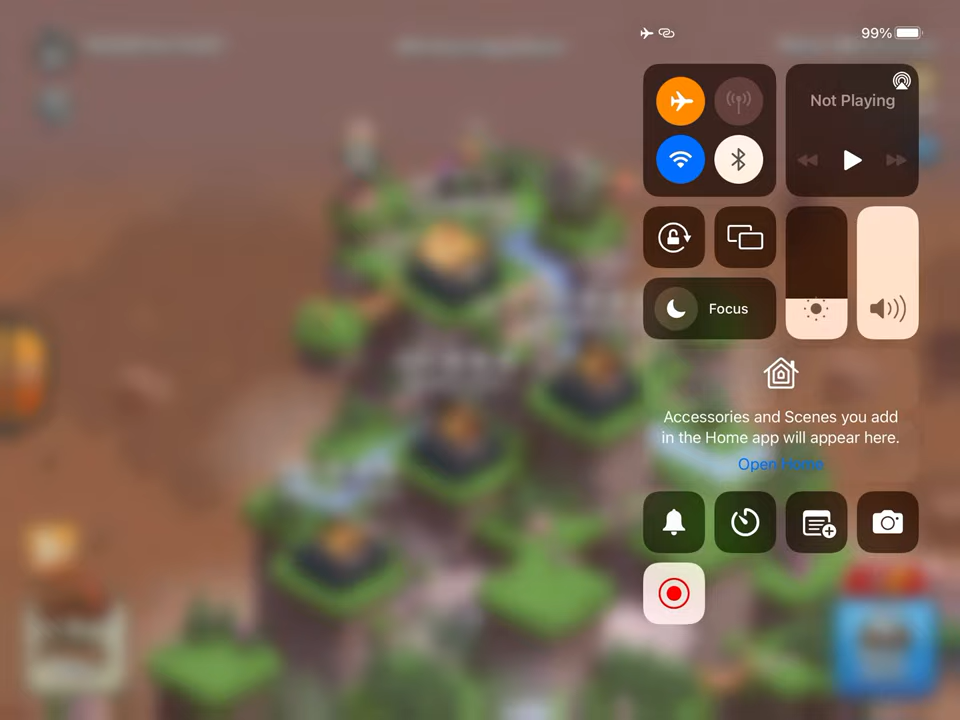 99%
Not Playing
Focus
Accessories and Scenes you add
in the Home app will appear here.
Open Home